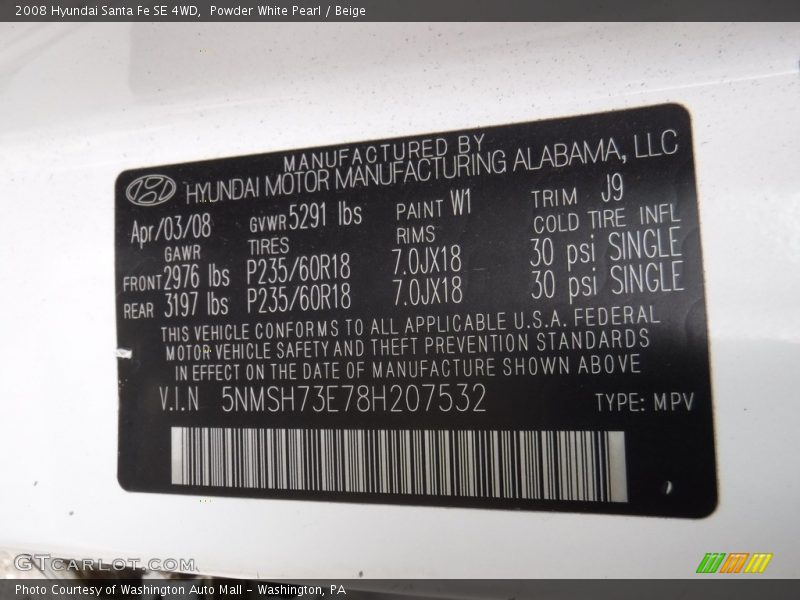 2008 Hyundai Santa Fe SE 4WD,  Powder White Pearl / Beige
MANUFACTURED BY
HYUNDAI MOTOR MANUFACTURING ALABAMA, LLC
Apr/03/08 GVWR 5291 lbs PAINT W1 TRIM J9
GAWR TIRES RIMS COLD TIRE INFL
FRONT 2976 lbs P235/60R18 7.0JX18 30 psi SINGLE
REAR 3197 lbs P235/60R18 7.0JX18 30 psi SINGLE
THIS VEHICLE CONFORMS TO ALL APPLICABLE U.S.A. FEDERAL
MOTOR VEHICLE SAFETY AND THEFT PREVENTION STANDARDS
IN EFFECT ON THE DATE OF MANUFACTURE SHOWN ABOVE
V.I.N 5NMSH73E78H207532 TYPE: MPV
GTCARLOT.COM
Photo Courtesy of Washington Auto Mall - Washington, PA